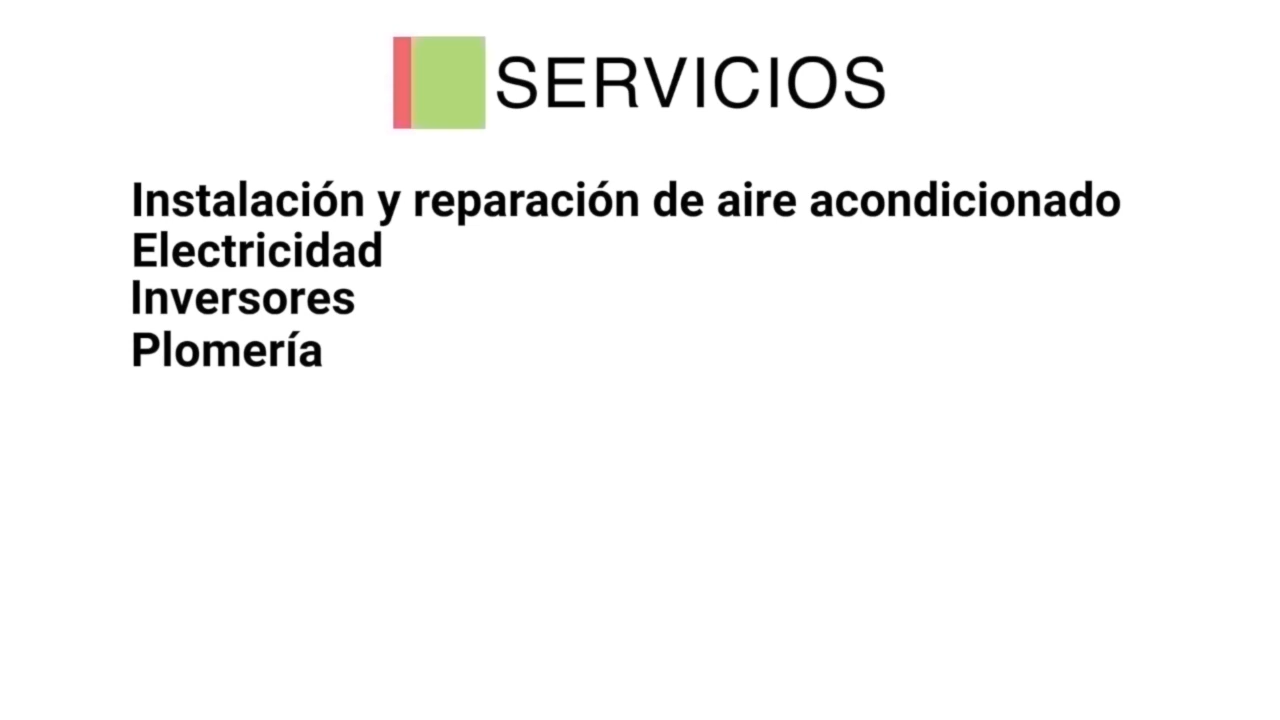 SERVICIOS
Instalación y reparación de aire acondicionado
Electricidad
Inversores
Plomería